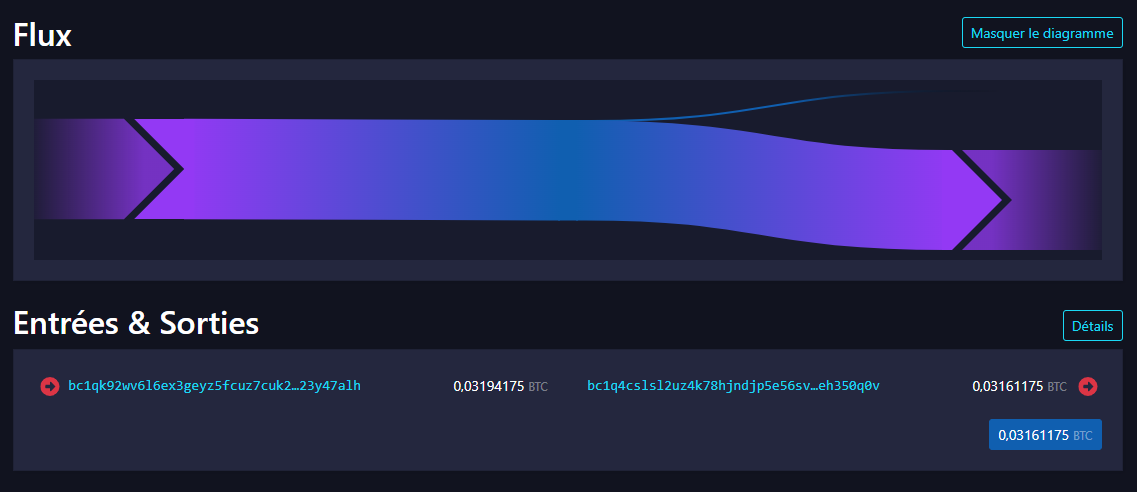 Flux
Masquer le diagramme
Entrées & Sorties
Détails
bc1qk92wv6l6ex3geyz5fcuz7cuk2…23y47alh 0,03194175 BTC bc1q4cslsl2uz4k78hjndjp5e56sv…eh350q0v 0,03161175 BTC
0,03161175 BTC